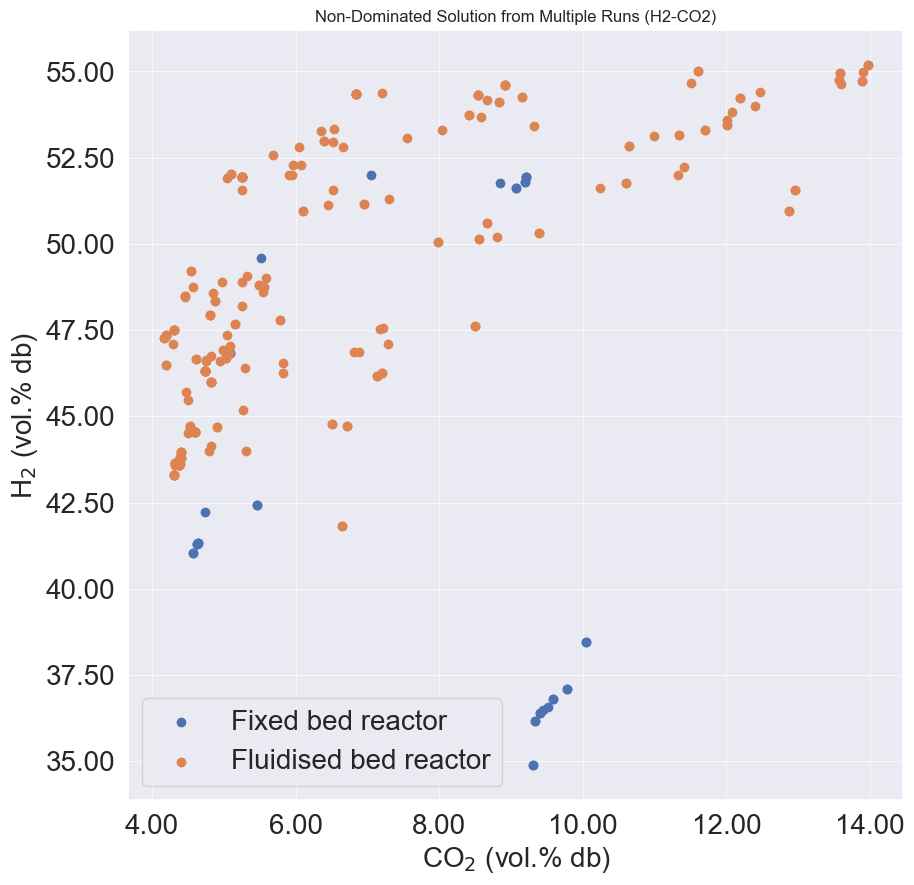 Non-Dominated Solution from Multiple Runs (H2-CO2)
55.00
52.50
50.00
47.50
45.00
42.50
40.00
37.50
35.00
H₂ (vol.% db)
Fixed bed reactor
Fluidised bed reactor
4.00 6.00 8.00 10.00 12.00 14.00
CO₂ (vol.% db)